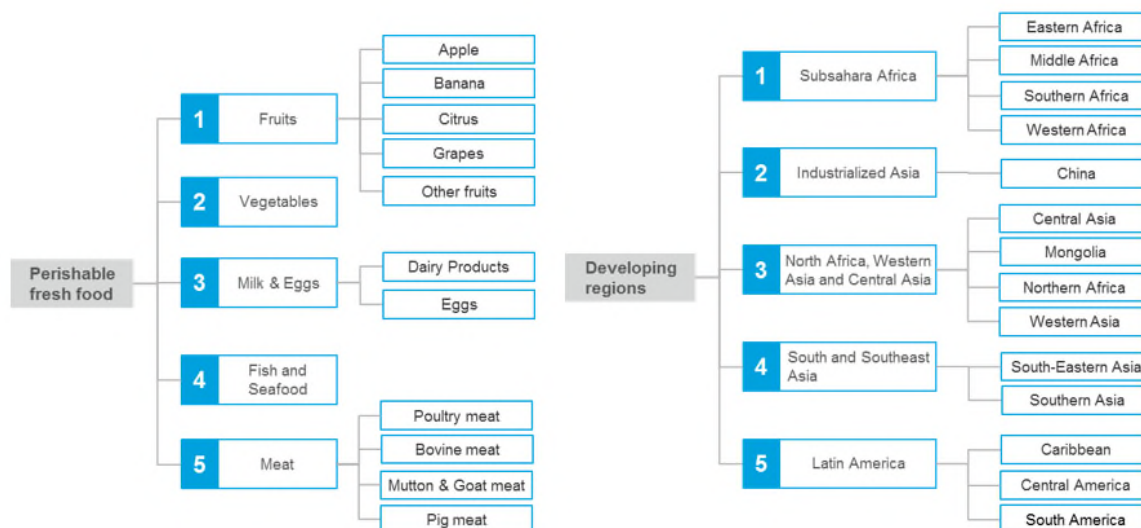 Perishable
fresh food
1
Fruits
Apple
Banana
Citrus
Grapes
Other fruits
2
Vegetables
3
Milk & Eggs
Dairy Products
Eggs
4
Fish and
Seafood
5
Meat
Poultry meat
Bovine meat
Mutton & Goat meat
Pig meat
Developing
regions
1
Subsahara Africa
Eastern Africa
Middle Africa
Southern Africa
Western Africa
2
Industrialized Asia
China
3
North Africa, Western
Asia and Central Asia
Central Asia
Mongolia
Northern Africa
Western Asia
4
South and Southeast
Asia
South-Eastern Asia
Southern Asia
5
Latin America
Caribbean
Central America
South America